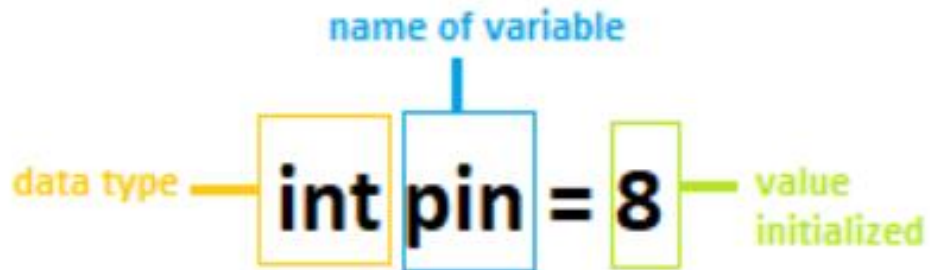 name of variable
data type
int pin = 8
value
initialized